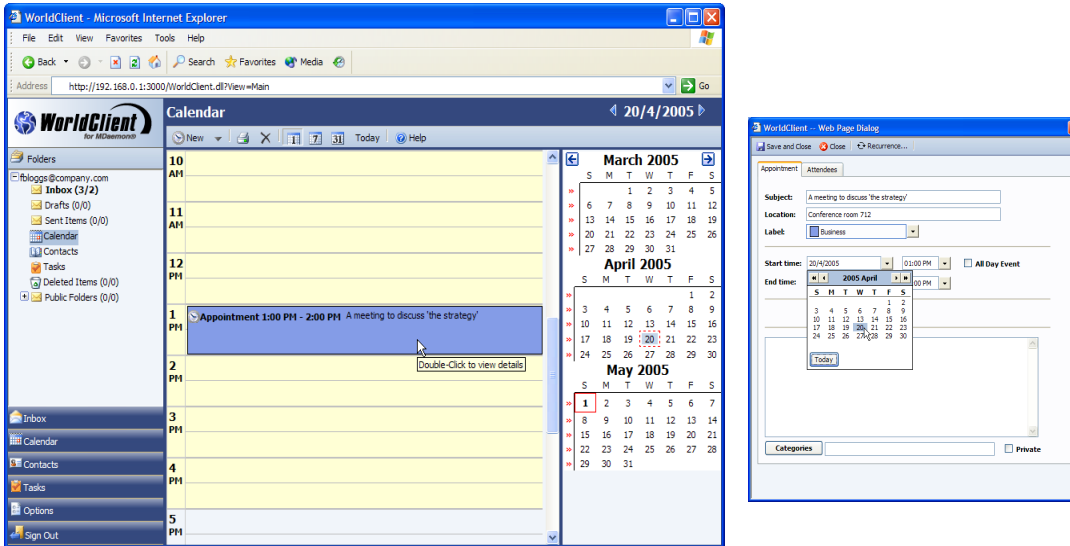 WorldClient - Microsoft Internet Explorer
File Edit View Favorites Tools Help
Back Search Favorites Media
Address http://192.168.0.1:3000/WorldClient.dll?View=Main Go
WorldClient
for MDaemon®
Calendar 20/4/2005
New 1 7 31 Today Help
Folders
fbloggs@company.com
Inbox (3/2)
Drafts (0/0)
Sent Items (0/0)
Calendar
Contacts
Tasks
Deleted Items (0/0)
Public Folders (0/0)
Inbox
Calendar
Contacts
Tasks
Options
Sign Out
10
AM
11
AM
12
PM
1
PM
Appointment 1:00 PM - 2:00 PM A meeting to discuss 'the strategy'
Double-Click to view details
2
PM
3
PM
4
PM
5
PM
March 2005
S M T W T F S
» 1 2 3 4 5
» 6 7 8 9 10 11 12
» 13 14 15 16 17 18 19
» 20 21 22 23 24 25 26
» 27 28 29 30 31
April 2005
S M T W T F S
» 1 2
» 3 4 5 6 7 8 9
» 10 11 12 13 14 15 16
» 17 18 19 20 21 22 23
» 24 25 26 27 28 29 30
May 2005
S M T W T F S
» 1 2 3 4 5 6 7
» 8 9 10 11 12 13 14
» 15 16 17 18 19 20 21
» 22 23 24 25 26 27 28
» 29 30 31
WorldClient -- Web Page Dialog
Save and Close Close Recurrence...
Appointment Attendees
Subject: A meeting to discuss 'the strategy'
Location: Conference room 712
Label: Business
Start time: 20/4/2005 01:00 PM All Day Event
End time: :00 PM
2005 April
S M T W T F S
1 2
3 4 5 6 7 8 9
10 11 12 13 14 15 16
17 18 19 20 21 22 23
24 25 26 27 28 29 30
Today
Categories Private